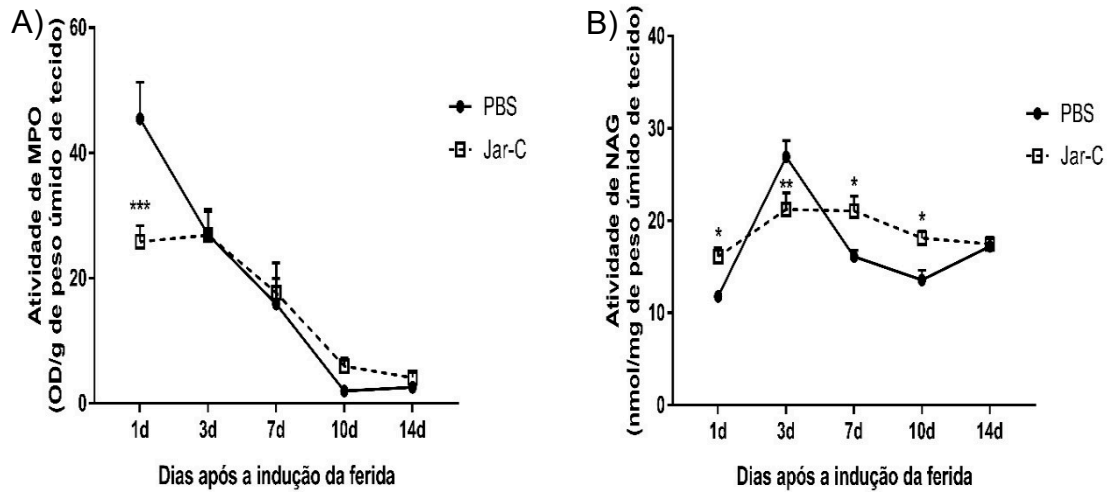 A)
Atividade de MPO
(OD/g de peso úmido de tecido)
60
40
20
0
***
PBS
Jar-C
1d 3d 7d 10d 14d
Dias após a indução da ferida
B)
Atividade de NAG
(nmol/mg de peso úmido de tecido)
40
30
20
10
0
*
**
*
*
PBS
Jar-C
1d 3d 7d 10d 14d
Dias após a indução da ferida